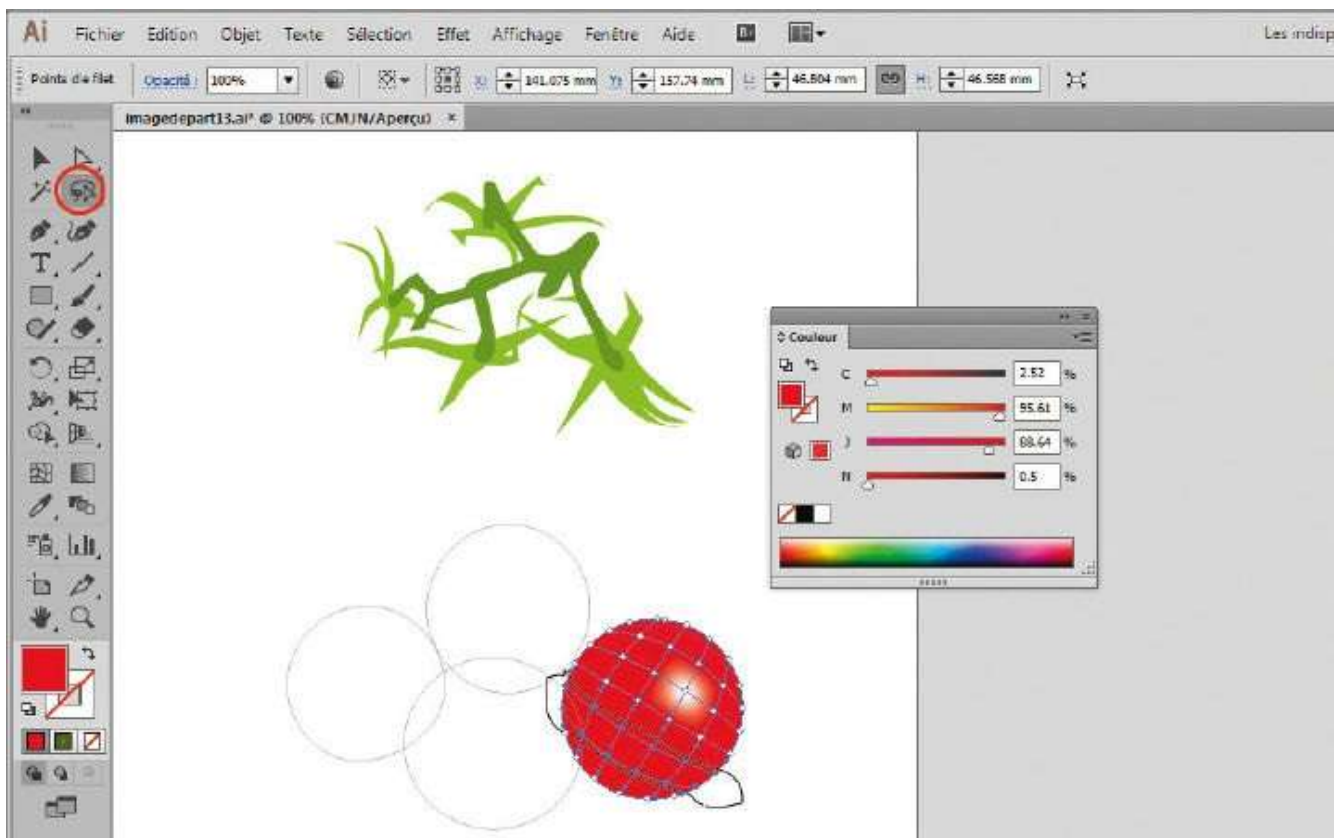 Ai Fichier Edition Objet Texte Sélection Effet Affichage Fenêtre Aide Br Les indisp
Points de filet Opacité : 100% X: 141.075 mm Y: 157.74 mm L: 46.804 mm H: 46.568 mm
imagedepart13.ai* @ 100% (CMJN/Aperçu) ×
Couleur
C 2.52 %
M 95.61 %
J 88.64 %
N 0.5 %